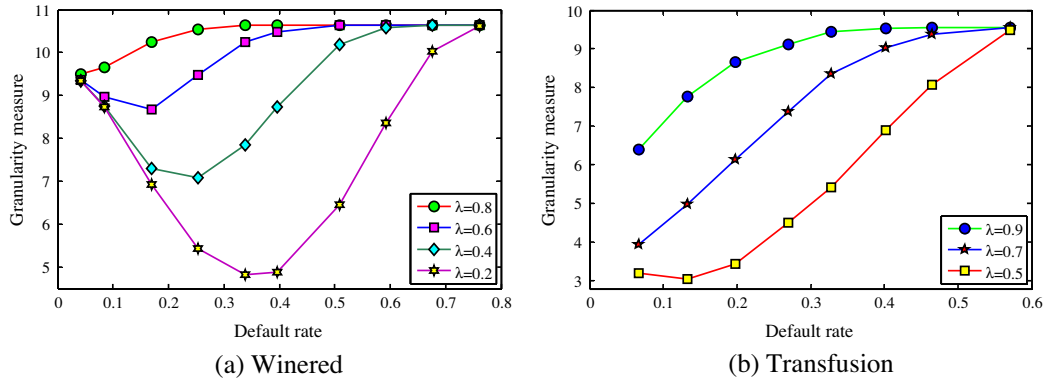 11
10
9
8
7
6
5
Granularity measure
λ=0.8
λ=0.6
λ=0.4
λ=0.2
0 0.1 0.2 0.3 0.4 0.5 0.6 0.7 0.8
Default rate
(a) Winered
10
9
8
7
6
5
4
3
Granularity measure
λ=0.9
λ=0.7
λ=0.5
0 0.1 0.2 0.3 0.4 0.5 0.6
Default rate
(b) Transfusion